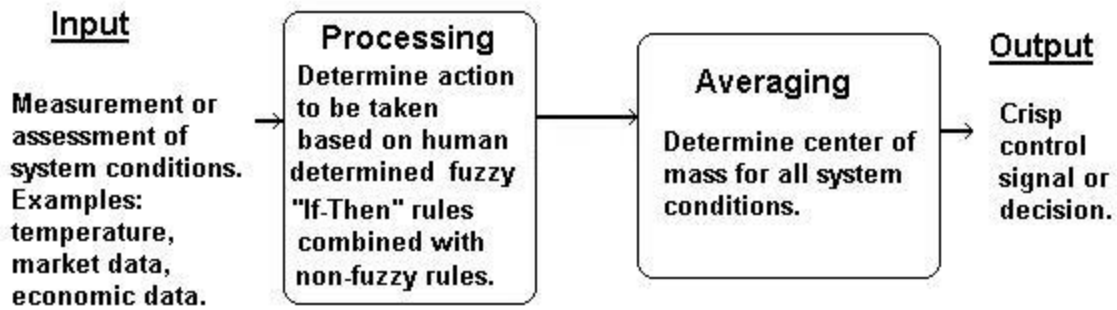 Input
Measurement or
assessment of
system conditions.
Examples:
temperature,
market data,
economic data.
Processing
Determine action
to be taken
based on human
determined fuzzy
"If-Then" rules
combined with
non-fuzzy rules.
Averaging
Determine center of
mass for all system
conditions.
Output
Crisp
control
signal or
decision.